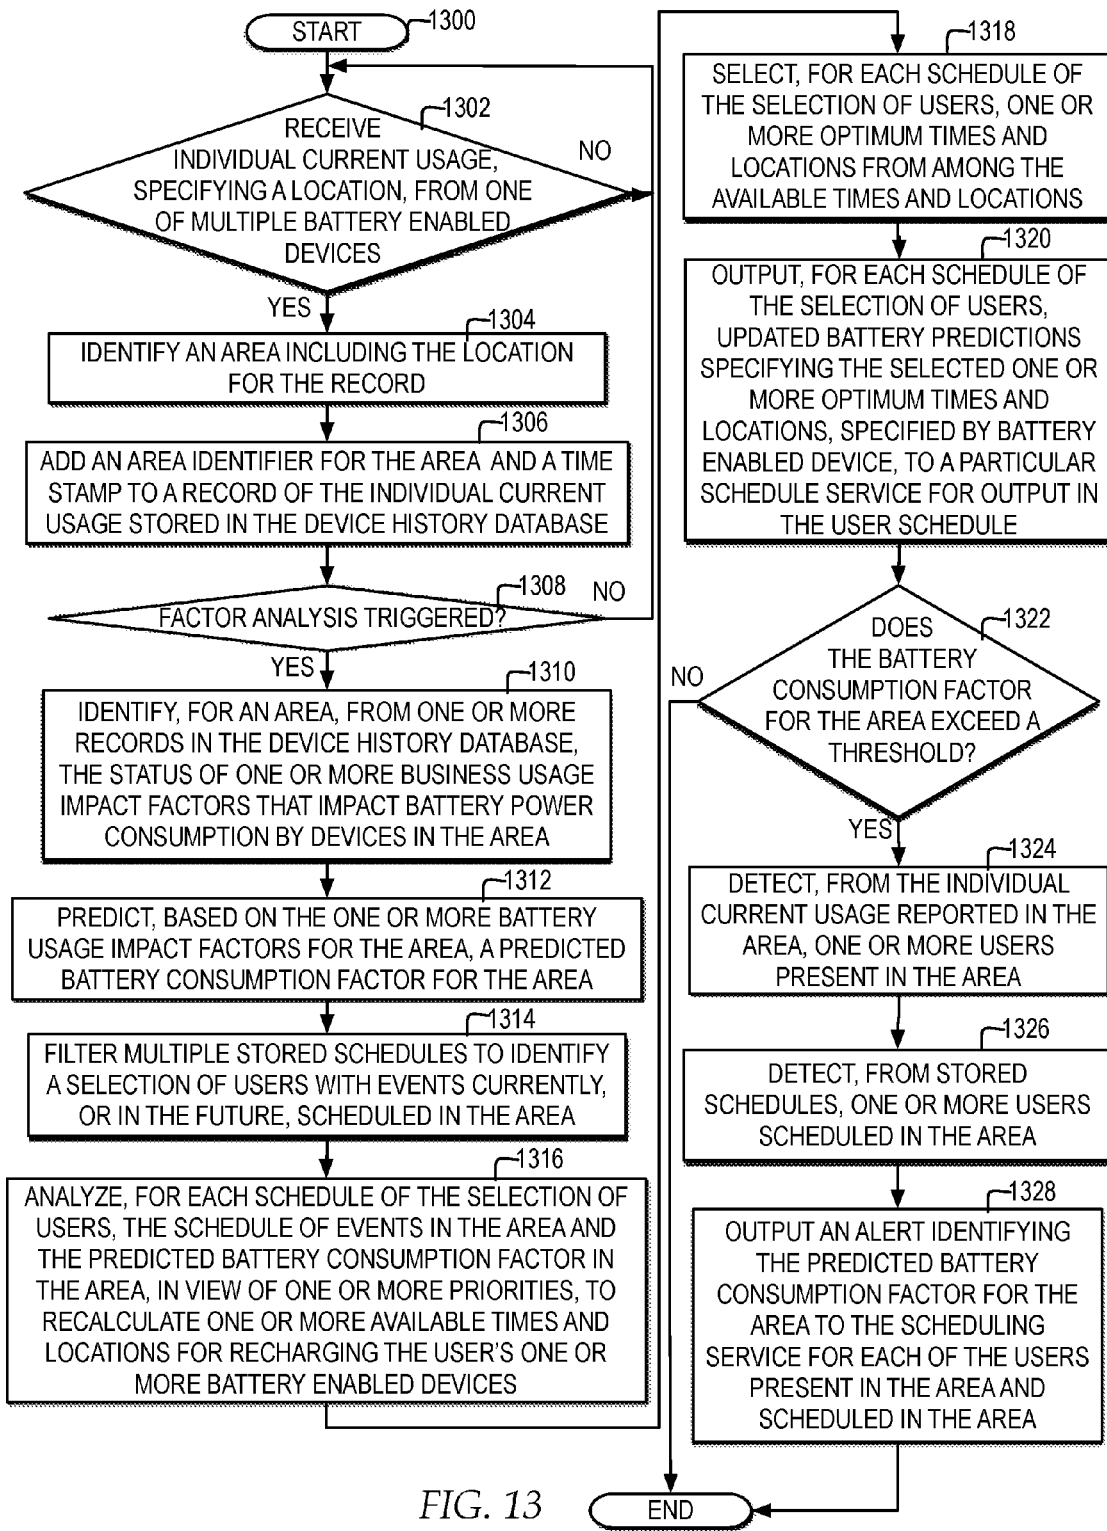 START
1300
1302
RECEIVE
INDIVIDUAL CURRENT USAGE,
SPECIFYING A LOCATION, FROM ONE
OF MULTIPLE BATTERY ENABLED
DEVICES
NO
YES
1304
IDENTIFY AN AREA INCLUDING THE LOCATION
FOR THE RECORD
1306
ADD AN AREA IDENTIFIER FOR THE AREA AND A TIME
STAMP TO A RECORD OF THE INDIVIDUAL CURRENT
USAGE STORED IN THE DEVICE HISTORY DATABASE
1308
FACTOR ANALYSIS TRIGGERED?
NO
YES
1310
IDENTIFY, FOR AN AREA, FROM ONE OR MORE
RECORDS IN THE DEVICE HISTORY DATABASE,
THE STATUS OF ONE OR MORE BUSINESS USAGE
IMPACT FACTORS THAT IMPACT BATTERY POWER
CONSUMPTION BY DEVICES IN THE AREA
1312
PREDICT, BASED ON THE ONE OR MORE BATTERY
USAGE IMPACT FACTORS FOR THE AREA, A PREDICTED
BATTERY CONSUMPTION FACTOR FOR THE AREA
1314
FILTER MULTIPLE STORED SCHEDULES TO IDENTIFY
A SELECTION OF USERS WITH EVENTS CURRENTLY,
OR IN THE FUTURE, SCHEDULED IN THE AREA
1316
ANALYZE, FOR EACH SCHEDULE OF THE SELECTION OF
USERS, THE SCHEDULE OF EVENTS IN THE AREA AND
THE PREDICTED BATTERY CONSUMPTION FACTOR IN
THE AREA, IN VIEW OF ONE OR MORE PRIORITIES, TO
RECALCULATE ONE OR MORE AVAILABLE TIMES AND
LOCATIONS FOR RECHARGING THE USER'S ONE OR
MORE BATTERY ENABLED DEVICES
1318
SELECT, FOR EACH SCHEDULE OF
THE SELECTION OF USERS, ONE OR
MORE OPTIMUM TIMES AND
LOCATIONS FROM AMONG THE
AVAILABLE TIMES AND LOCATIONS
1320
OUTPUT, FOR EACH SCHEDULE OF
THE SELECTION OF USERS,
UPDATED BATTERY PREDICTIONS
SPECIFYING THE SELECTED ONE OR
MORE OPTIMUM TIMES AND
LOCATIONS, SPECIFIED BY BATTERY
ENABLED DEVICE, TO A PARTICULAR
SCHEDULE SERVICE FOR OUTPUT IN
THE USER SCHEDULE
1322
DOES
THE BATTERY
CONSUMPTION FACTOR
FOR THE AREA EXCEED A
THRESHOLD?
NO
YES
1324
DETECT, FROM THE INDIVIDUAL
CURRENT USAGE REPORTED IN THE
AREA, ONE OR MORE USERS
PRESENT IN THE AREA
1326
DETECT, FROM STORED
SCHEDULES, ONE OR MORE USERS
SCHEDULED IN THE AREA
1328
OUTPUT AN ALERT IDENTIFYING
THE PREDICTED BATTERY
CONSUMPTION FACTOR FOR THE
AREA TO THE SCHEDULING
SERVICE FOR EACH OF THE USERS
PRESENT IN THE AREA AND
SCHEDULED IN THE AREA
END
FIG. 13